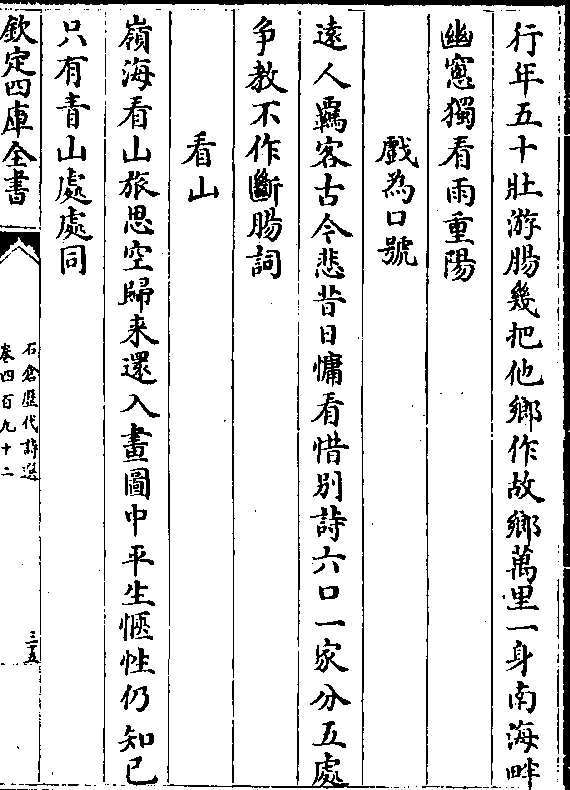 行年五十壯游腸幾把他鄉作故鄉萬里一身南海畔
幽窻獨看雨重陽
戲為口號
遠人羈客古今悲昔日慵看惜别詩六口一家分五處
争教不作斷腸詞
看山
嶺海看山旅思空歸来還入畫圖中平生愜性仍知己
只有青山處處同
欽定四庫全書
石倉歴代詩選
卷四百九十二
三五